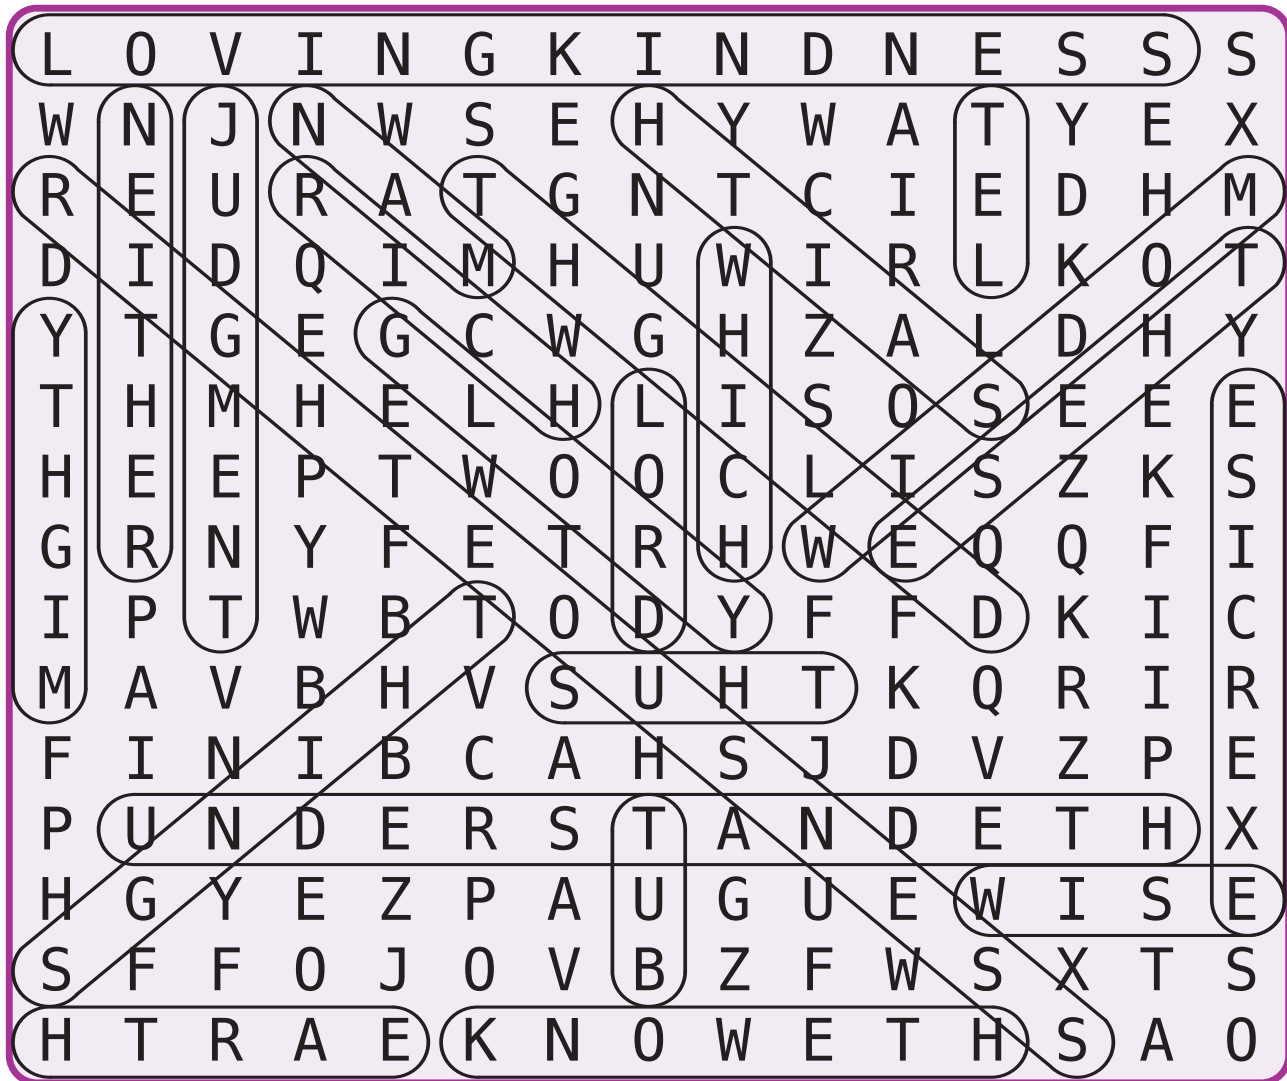 L O V I N G K I N D N E S S S
W N J N W S E H Y W A T Y E X
R E U R A T G N T C I E D H M
D I D Q I M H U W I R L K O T
Y T G E G C W G H Z A L D H Y
T H M H E L H L I S O S E E E
H E E P T W O O C L I S Z K S
G R N Y F E T R H W E Q Q F I
I P T W B T O D Y F F D K I C
M A V B H V S U H T K Q R I R
F I N I B C A H S J D V Z P E
P U N D E R S T A N D E T H X
H G Y E Z P A U G U E W I S E
S F F O J O V B Z F W S X T S
H T R A E K N O W E T H S A O